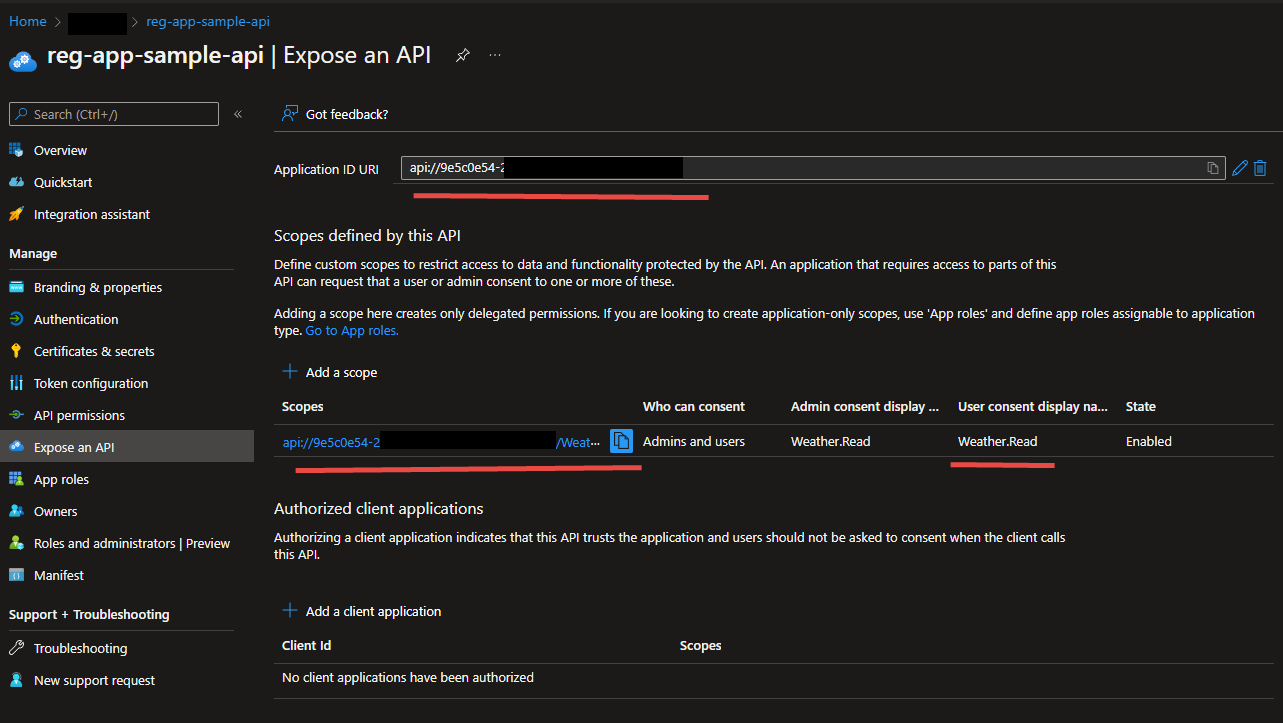 Home > > reg-app-sample-api
reg-app-sample-api | Expose an API ...
Search (Ctrl+/) «
Got feedback?
Overview
Quickstart
Integration assistant
Manage
Branding & properties
Authentication
Certificates & secrets
Token configuration
API permissions
Expose an API
App roles
Owners
Roles and administrators | Preview
Manifest
Support + Troubleshooting
Troubleshooting
New support request
Application ID URI api://9e5c0e54-2
Scopes defined by this API
Define custom scopes to restrict access to data and functionality protected by the API. An application that requires access to parts of this
API can request that a user or admin consent to one or more of these.
Adding a scope here creates only delegated permissions. If you are looking to create application-only scopes, use 'App roles' and define app roles assignable to application
type. Go to App roles.
+ Add a scope
Scopes Who can consent Admin consent display ... User consent display na... State
api://9e5c0e54-2 /Weat... Admins and users Weather.Read Weather.Read Enabled
Authorized client applications
Authorizing a client application indicates that this API trusts the application and users should not be asked to consent when the client calls
this API.
+ Add a client application
Client Id Scopes
No client applications have been authorized